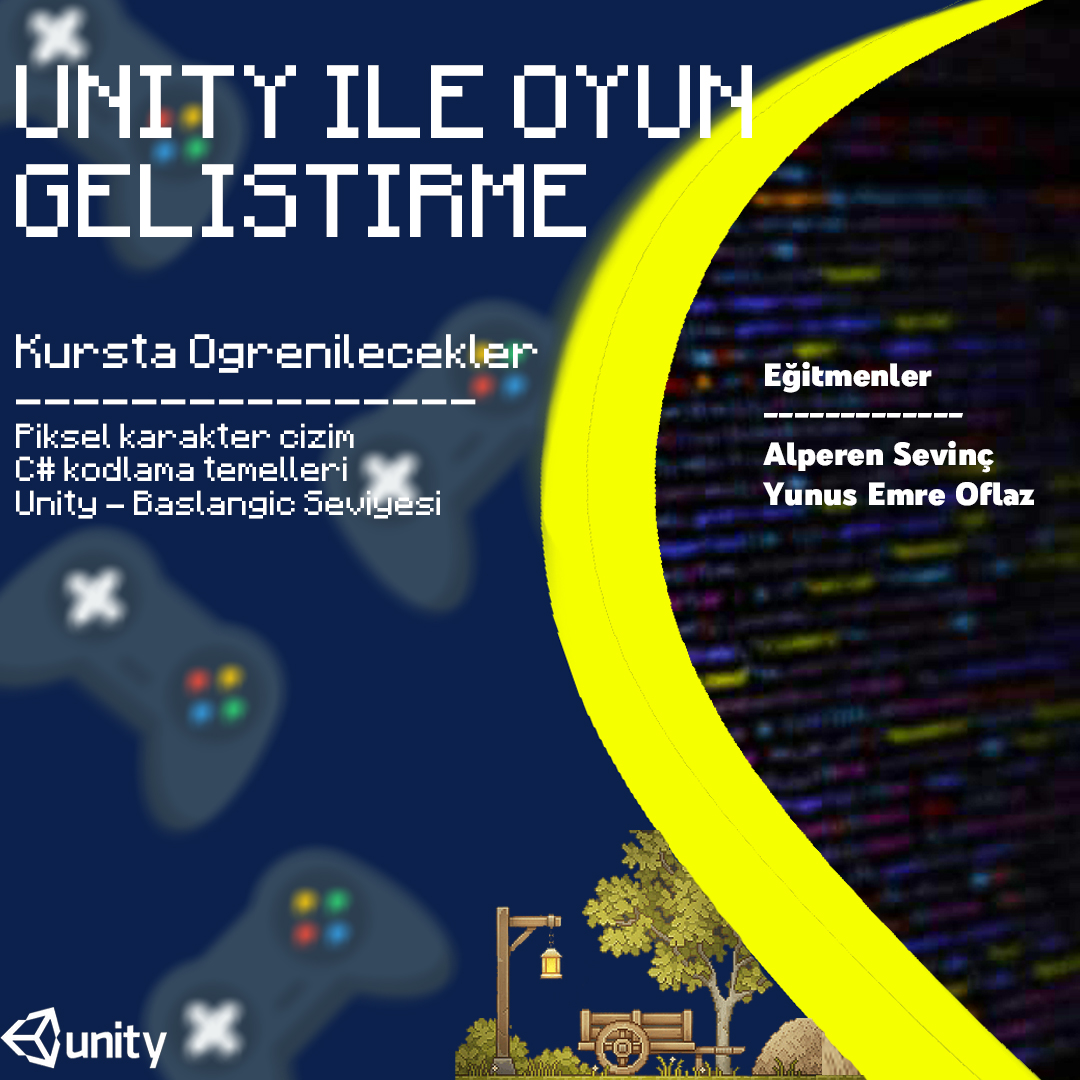 UNITY ILE OYUN
GELISTIRME
Kursta Ogrenilecekler
----------------
Piksel karakter cizim
C# kodlama temelleri
Unity - Baslangic Seviyesi
Eğitmenler
-------------
Alperen Sevinç
Yunus Emre Oflaz
unity